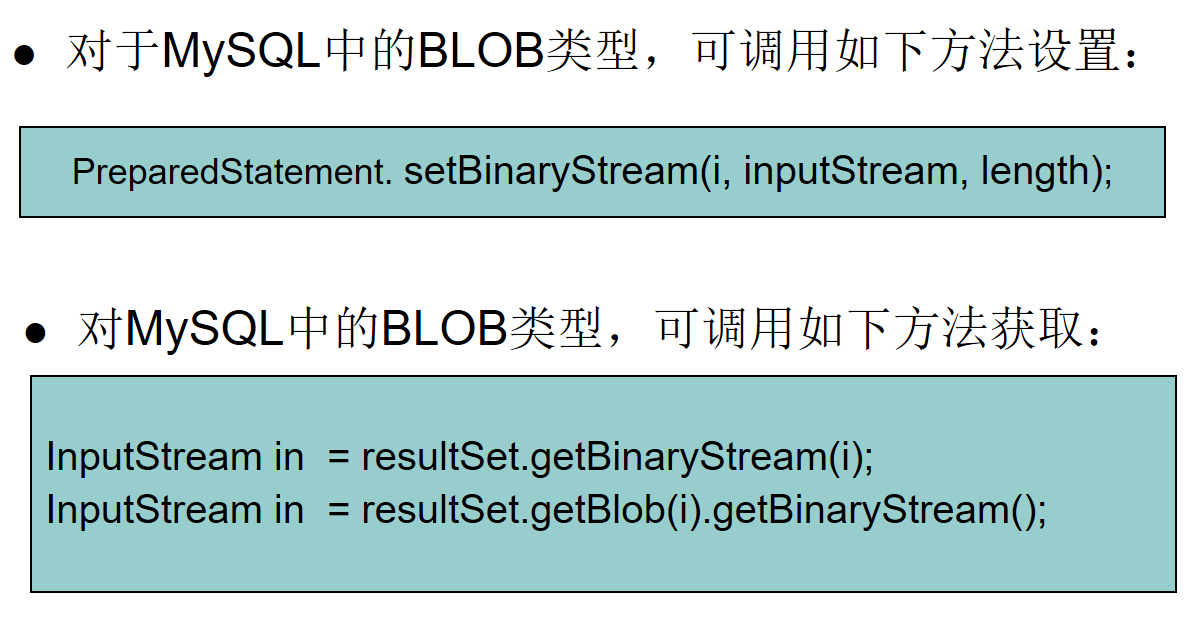 ● 对于MySQL中的BLOB类型，可调用如下方法设置：
PreparedStatement. setBinaryStream(i, inputStream, length);
● 对MySQL中的BLOB类型，可调用如下方法获取：
InputStream in  = resultSet.getBinaryStream(i);
InputStream in  = resultSet.getBlob(i).getBinaryStream();